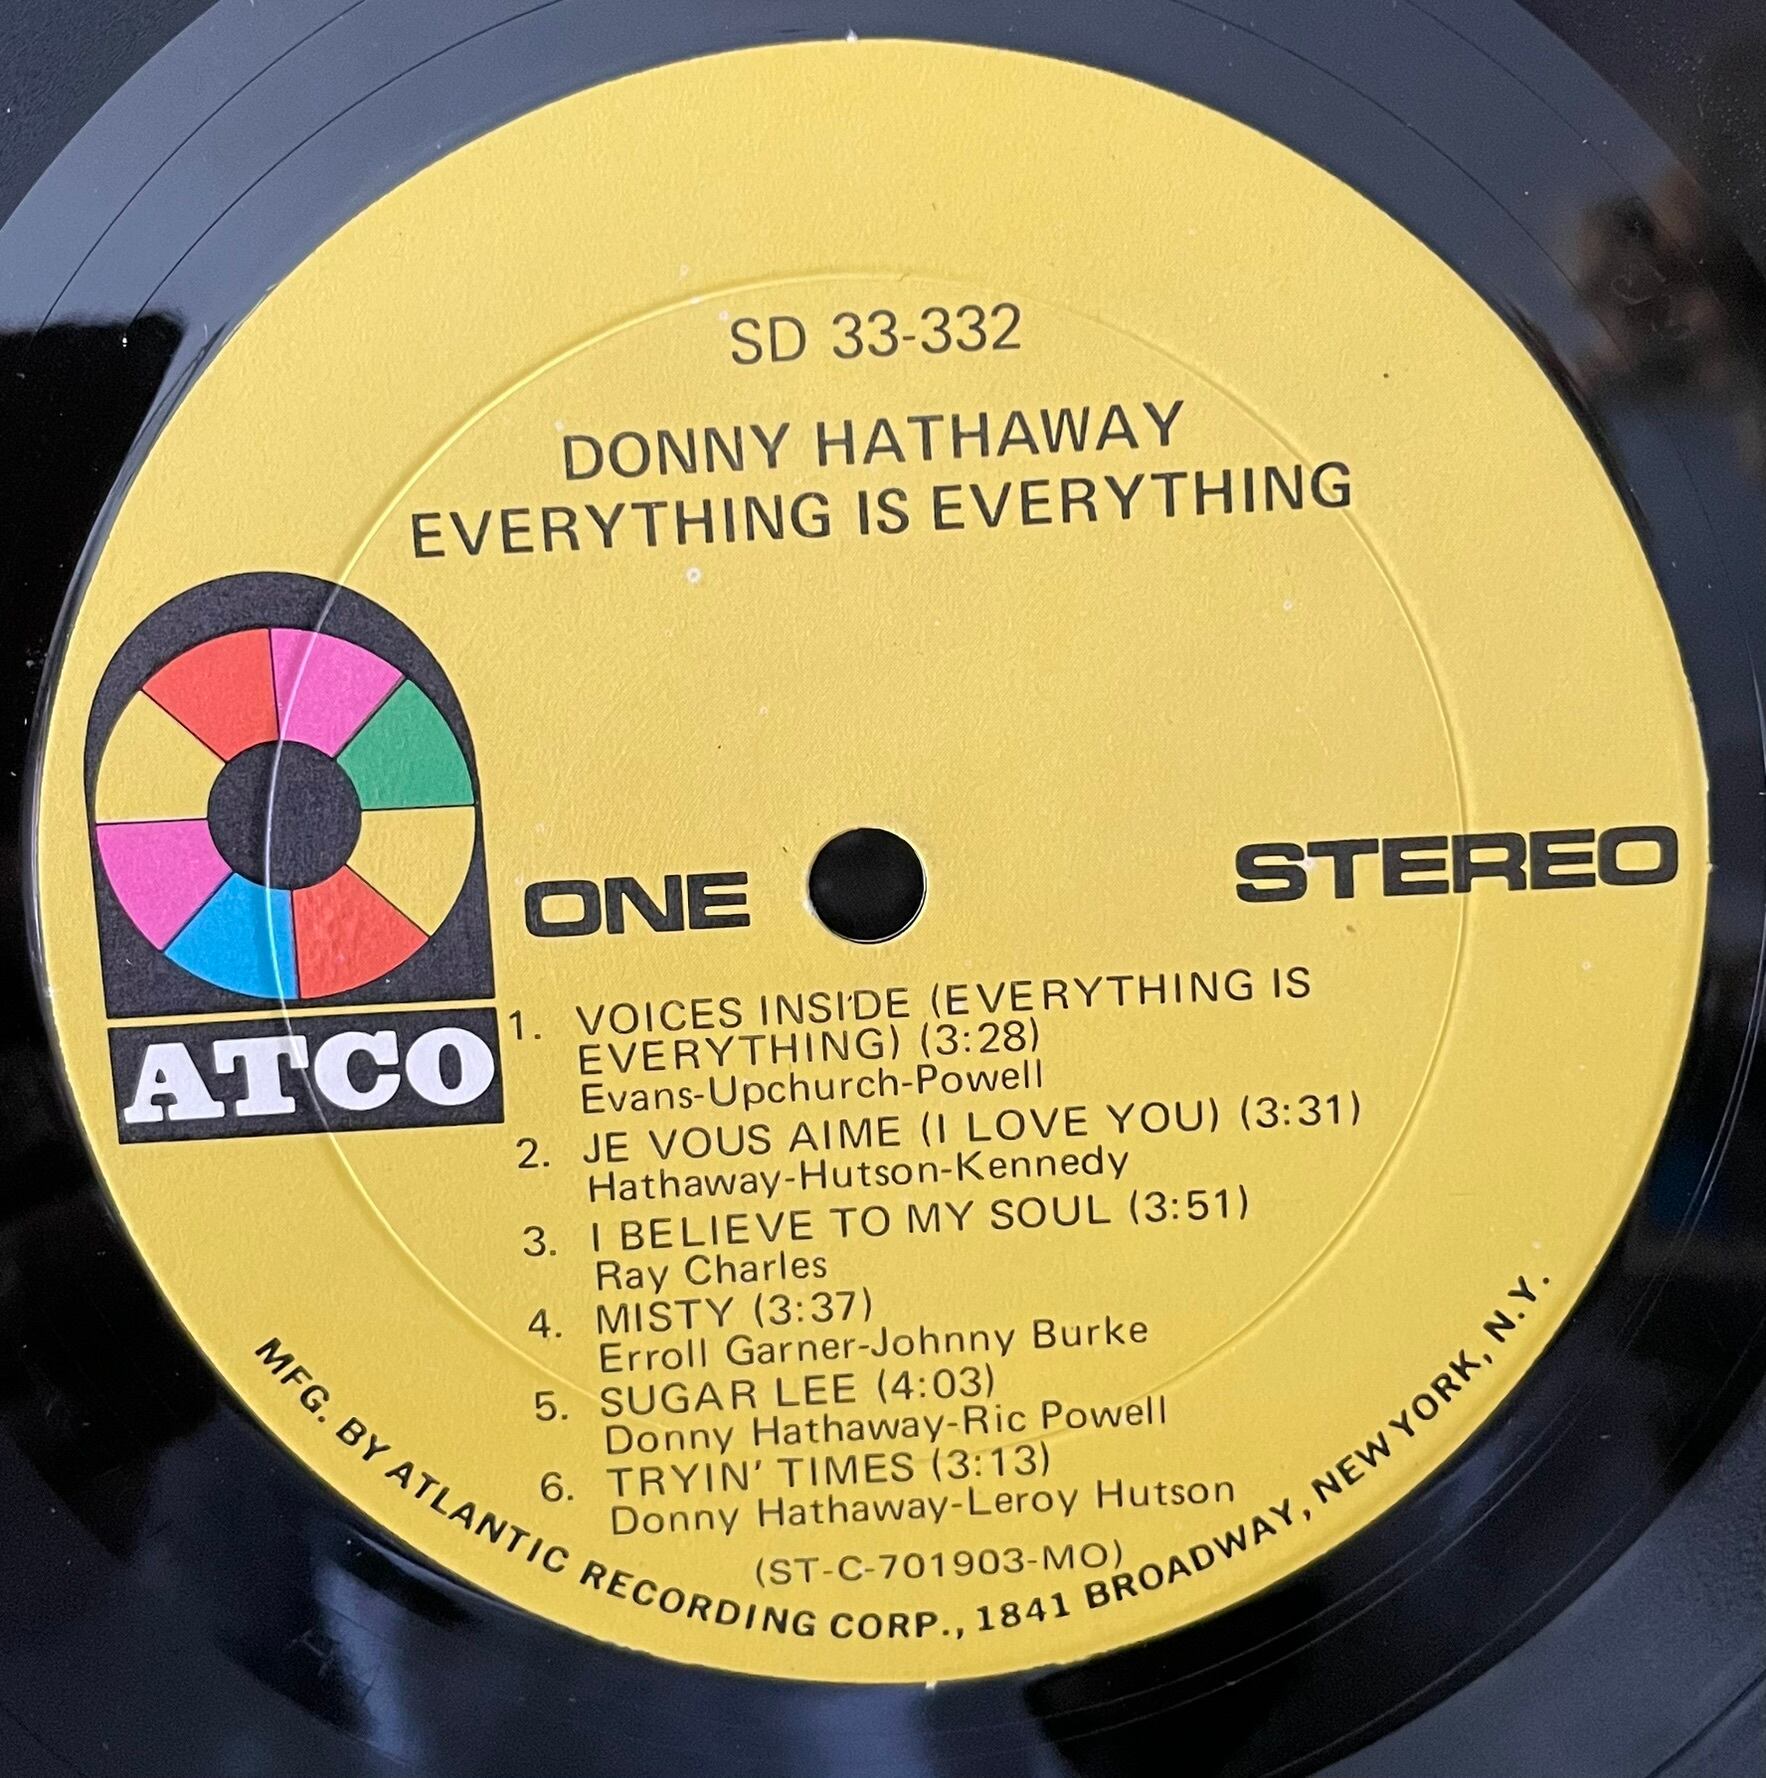 SD 33-332
DONNY HATHAWAY
EVERYTHING IS EVERYTHING
ATCO
ONE
STEREO
1. VOICES INSIDE (EVERYTHING IS
EVERYTHING) (3:28)
Evans-Upchurch-Powell
2. JE VOUS AIME (I LOVE YOU) (3:31)
Hathaway-Hutson-Kennedy
3. I BELIEVE TO MY SOUL (3:51)
Ray Charles
4. MISTY (3:37)
Erroll Garner-Johnny Burke
5. SUGAR LEE (4:03)
Donny Hathaway-Ric Powell
6. TRYIN' TIMES (3:13)
Donny Hathaway-Leroy Hutson
(ST-C-701903-MO)
MFG. BY ATLANTIC RECORDING CORP., 1841 BROADWAY, NEW YORK, N.Y.